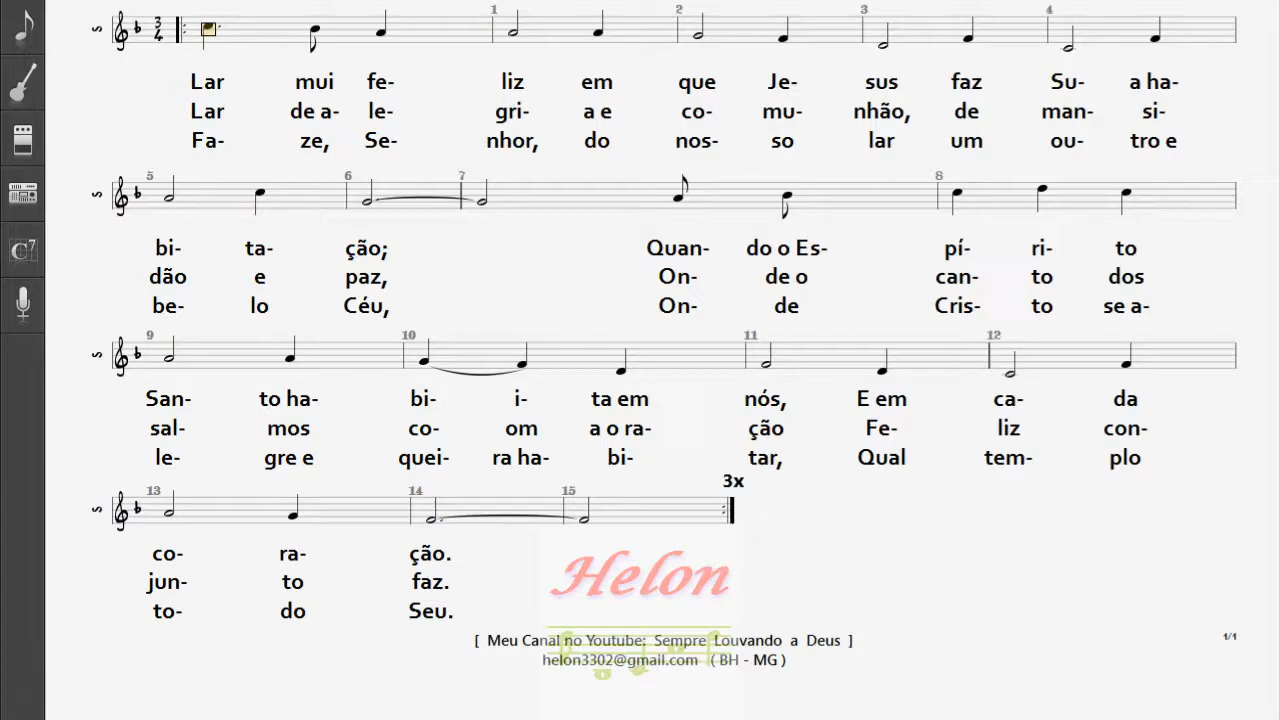 3 4 1 2 3 4
Lar mui fe- liz em que Je- sus faz Su- a ha-
Lar de a- le- gri- a e co- mu- nhão, de man- si-
Fa- ze, Se- nhor, do nos- so lar um ou- tro e
5 6 7 8
bi- ta- ção; Quan- do o Es- pí- ri- to
dão e paz, On- de o can- to dos
be- lo Céu, On- de Cris- to se a-
9 10 11 12
San- to ha- bi- i- ta em nós, E em ca- da
sal- mos co- om a o ra- ção Fe- liz con-
le- gre e quei- ra ha- bi- tar, Qual tem- plo
3x
13 14 15
co- ra- ção.
jun- to faz.
to- do Seu.
Helon
[ Meu Canal no Youtube: Sempre Louvando a Deus ]
1/1
helon3302@gmail.com ( BH - MG )
C7
S
S
S
S